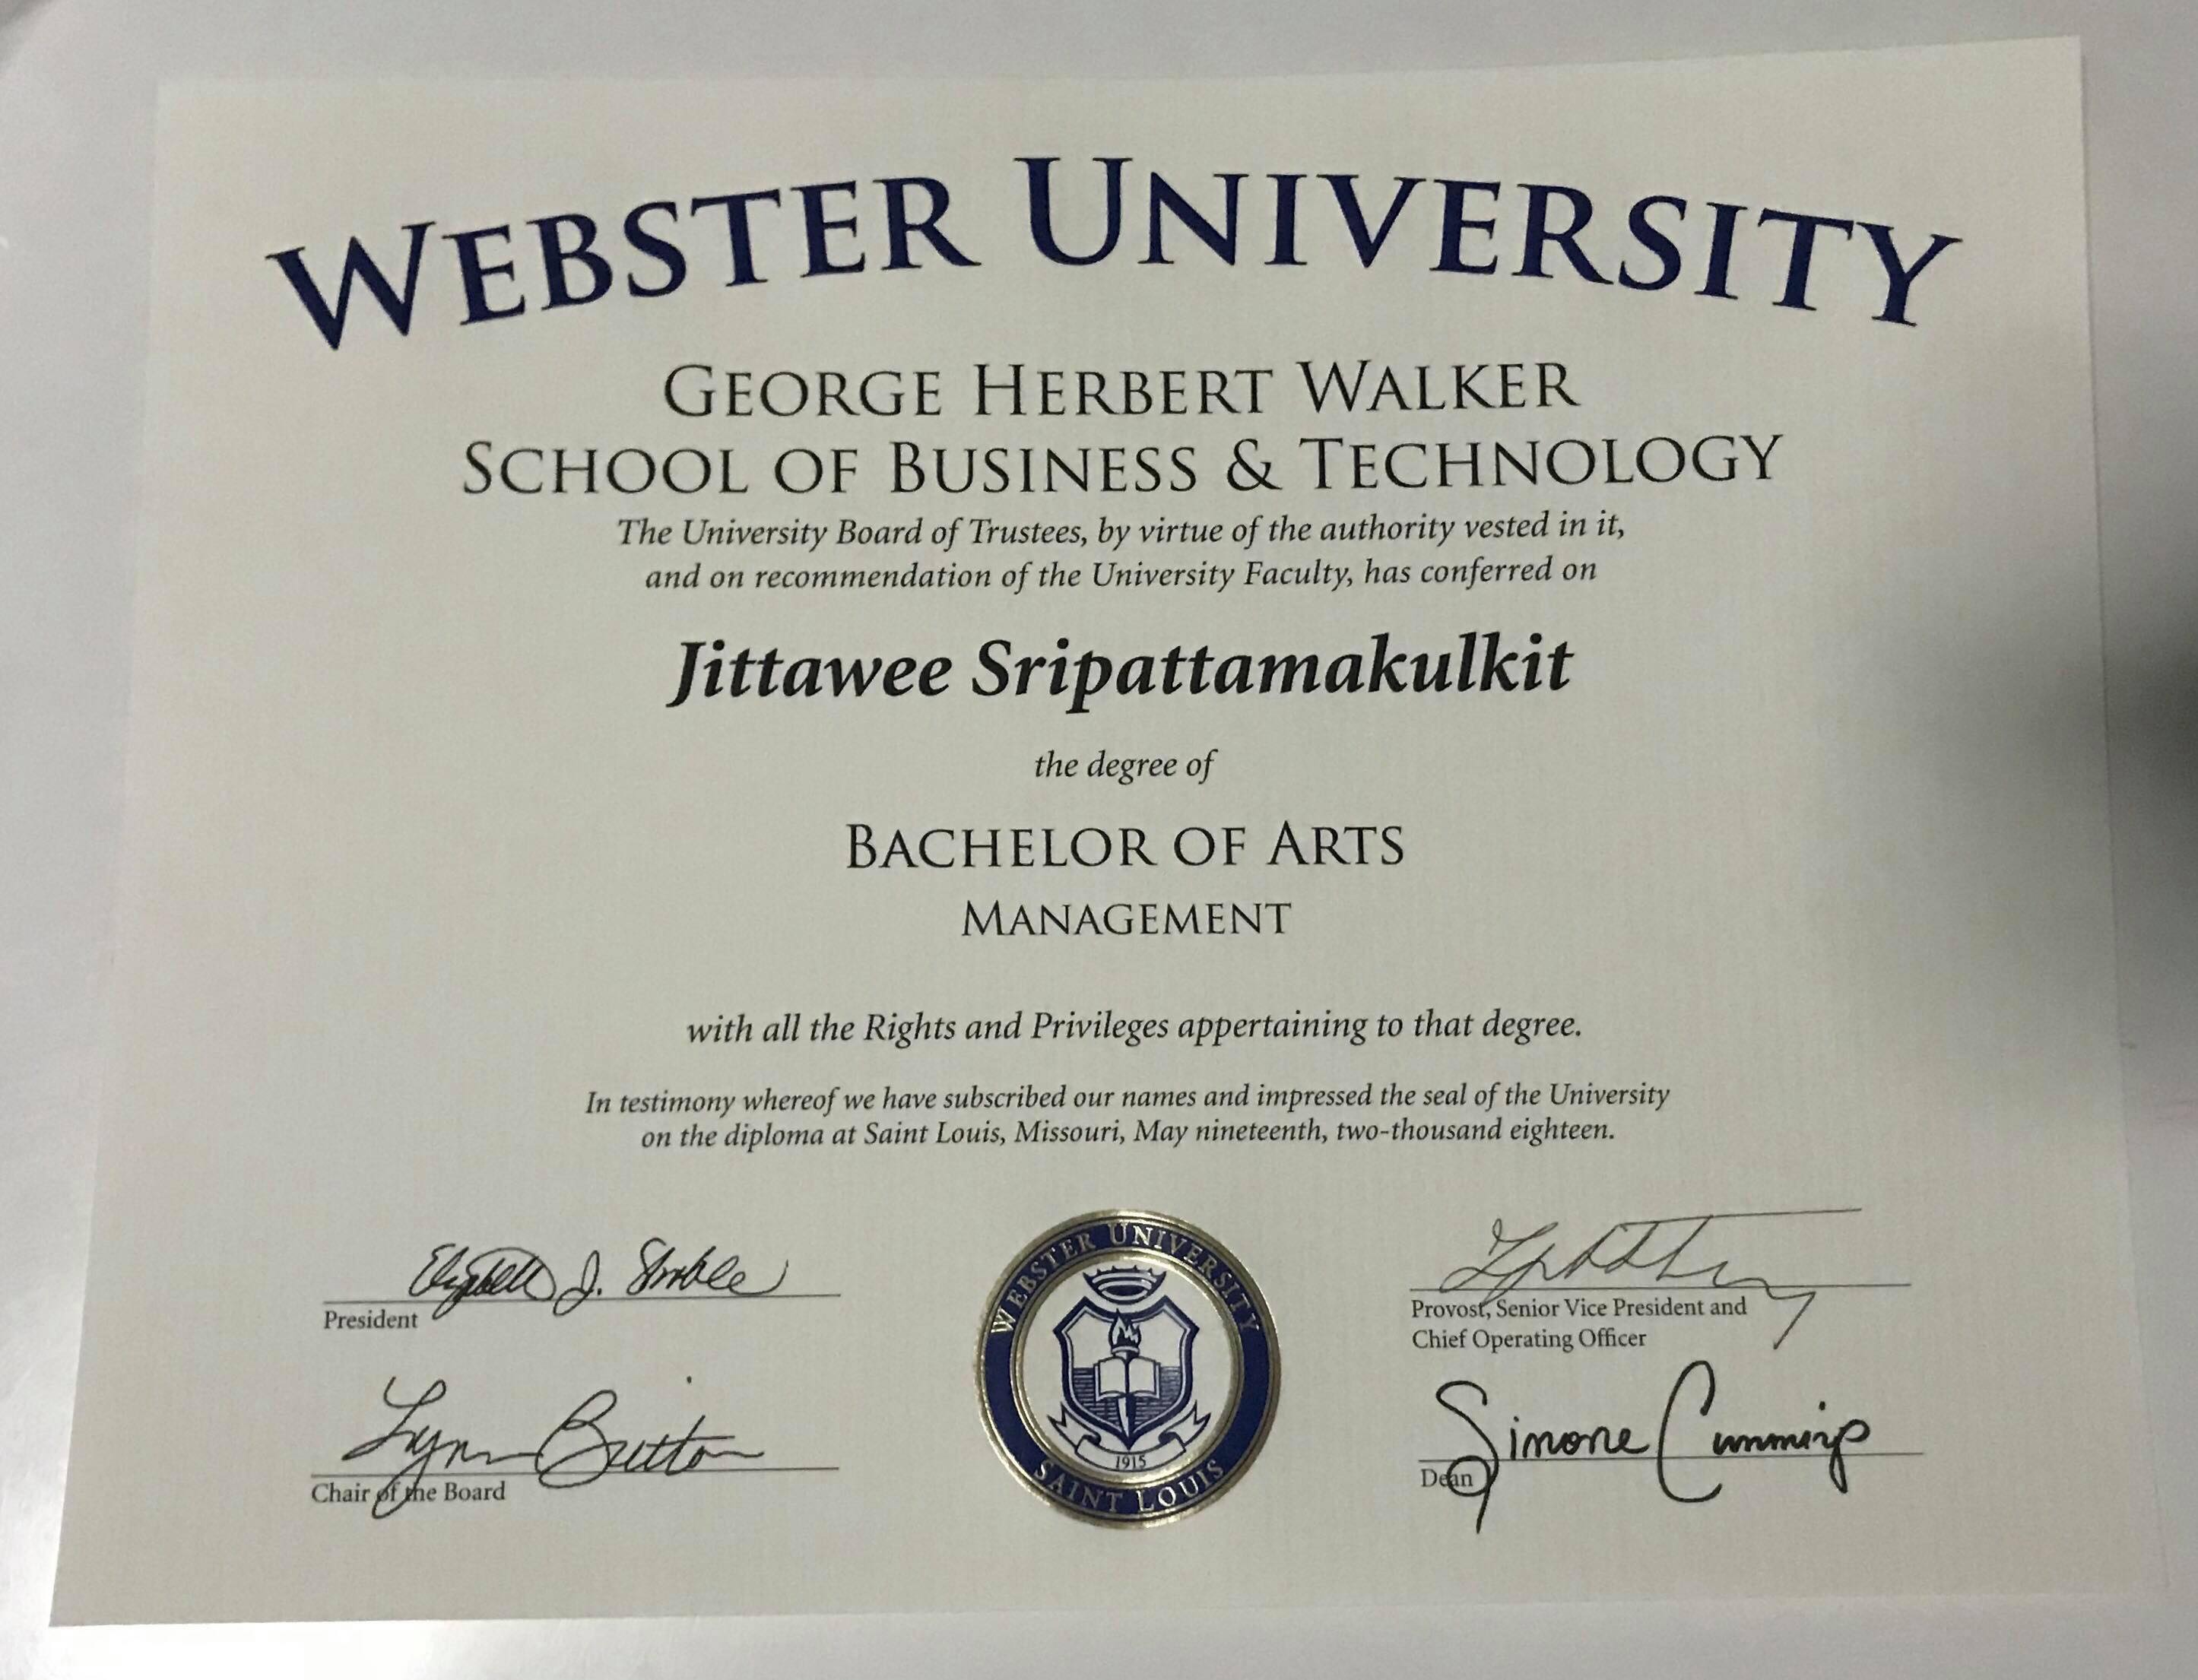 WEBSTER UNIVERSITY
GEORGE HERBERT WALKER
SCHOOL OF BUSINESS & TECHNOLOGY
The University Board of Trustees, by virtue of the authority vested in it,
and on recommendation of the University Faculty, has conferred on
Jittawee Sripattamakulkit
the degree of
BACHELOR OF ARTS
MANAGEMENT
with all the Rights and Privileges appertaining to that degree.
In testimony whereof we have subscribed our names and impressed the seal of the University
on the diploma at Saint Louis, Missouri, May nineteenth, two-thousand eighteen.
Elizabeth J. Stroble
President
Lynn Britton
Chair of the Board
WEBSTER UNIVERSITY
1915
SAINT LOUIS
Provost, Senior Vice President and
Chief Operating Officer
Simone Cummings
Dean